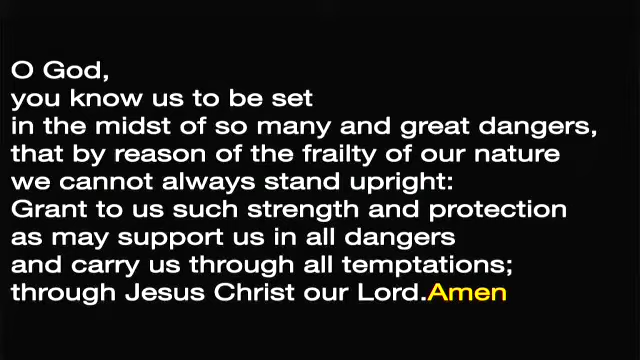 O God,
you know us to be set
in the midst of so many and great dangers,
that by reason of the frailty of our nature
we cannot always stand upright:
Grant to us such strength and protection
as may support us in all dangers
and carry us through all temptations;
through Jesus Christ our Lord.Amen